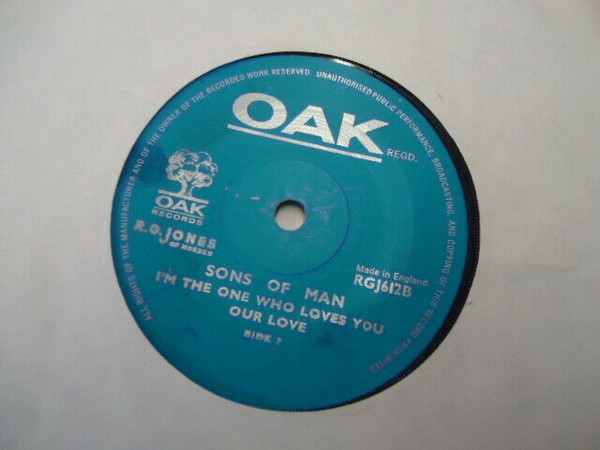 ALL RIGHTS OF THE MANUFACTURER AND OF THE OWNER OF THE RECORDED WORK RESERVED. UNAUTHORISED PUBLIC PERFORMANCE, BROADCASTING, AND COPYING OF THIS RECORD PROHIBITED
OAK
REGD.
OAK
RECORDS
R.G.JONES
OF MORDEN
Made in England
RGJ612B
SONS OF MAN
I'M THE ONE WHO LOVES YOU
OUR LOVE
SIDE 2